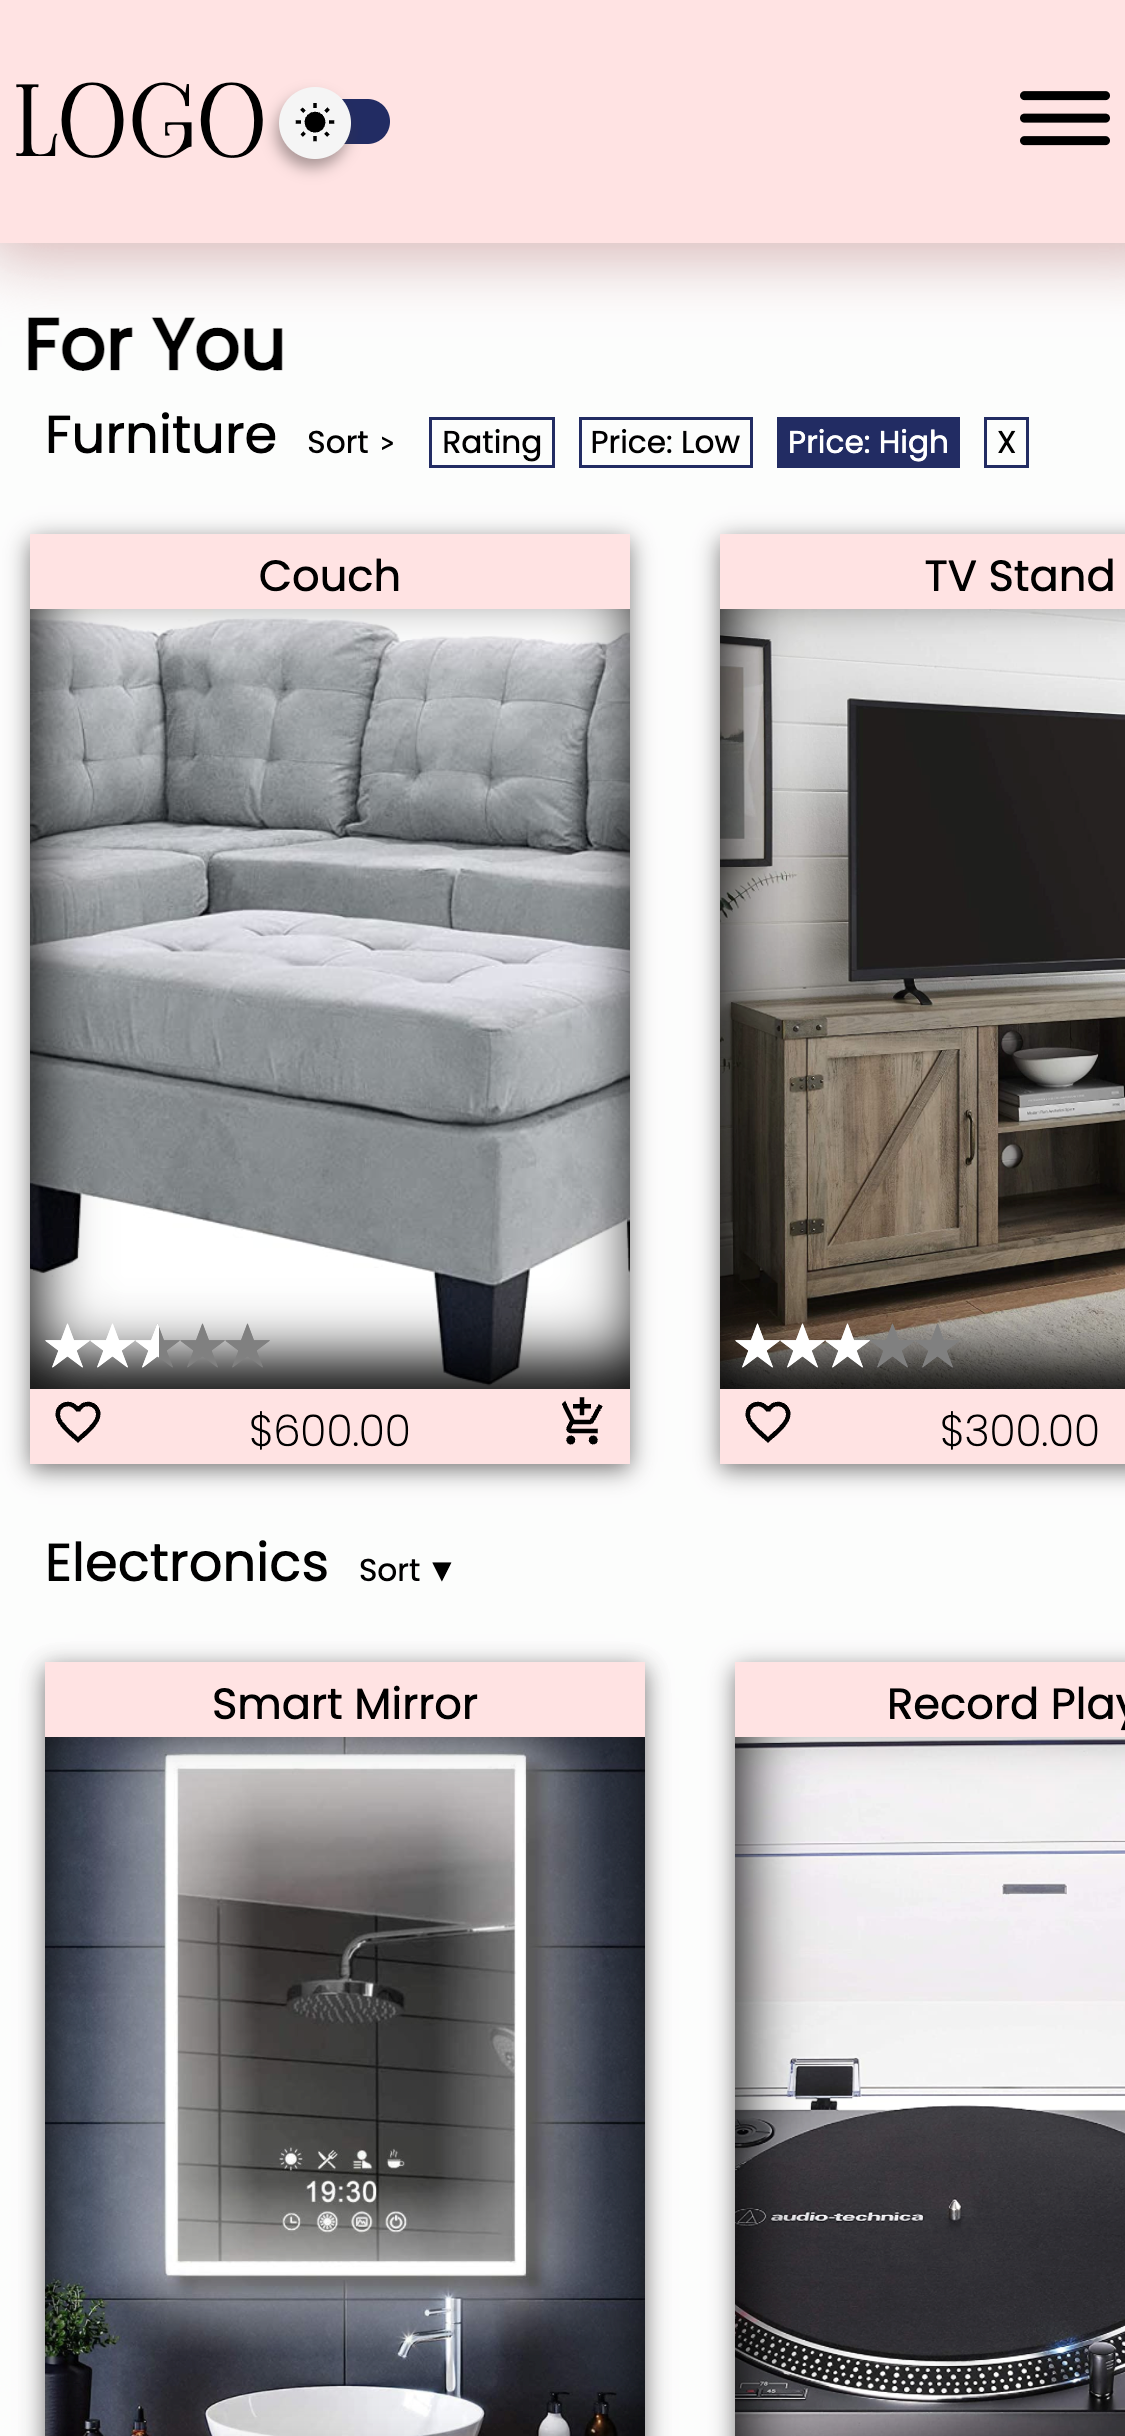 LOGO
For You
Furniture Sort > Rating Price: Low Price: High X
Couch
TV Stand
$600.00
$300.00
Electronics Sort ▼
Smart Mirror
Record Play
19:30
audio-technica